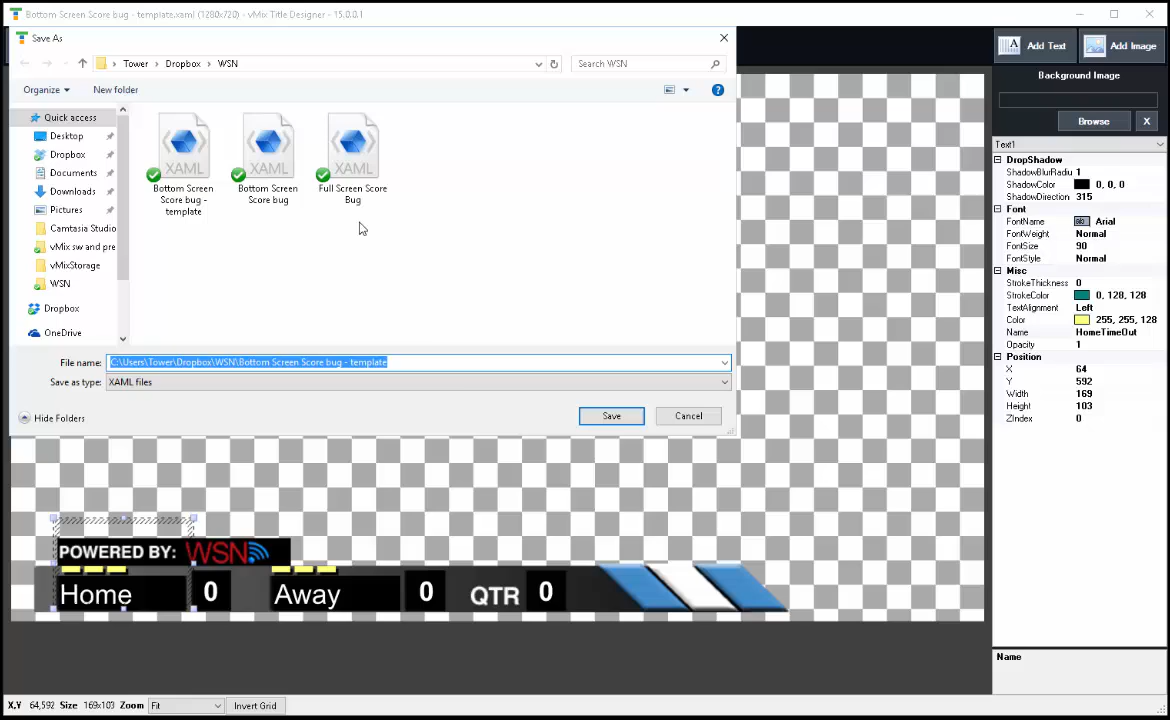 Bottom Screen Score bug - template.xaml (1280x720) - vMix Title Designer - 15.0.0.1
Save As
Tower
Dropbox
WSN
Search WSN
Organize
New folder
Quick access
Desktop
Dropbox
Documents
Downloads
Pictures
Camtasia Studio
vMix sw and pre
vMixStorage
WSN
Dropbox
OneDrive
XAML
Bottom Screen
Score bug -
template
XAML
Bottom Screen
Score bug
XAML
Full Screen Score
Bug
File name: C:\Users\Tower\Dropbox\WSN\Bottom Screen Score bug - template
Save as type: XAML files
Hide Folders
Save
Cancel
Add Text
Add Image
Background Image
Browse
X
Text1
DropShadow
ShadowBlurRadiu 1
ShadowColor 0, 0, 0
ShadowDirection 315
Font
FontName ab Arial
FontWeight Normal
FontSize 90
FontStyle Normal
Misc
StrokeThickness 0
StrokeColor 0, 128, 128
TextAlignment Left
Color 255, 255, 128
Name HomeTimeOut
Opacity 1
Position
X 64
Y 592
Width 169
Height 103
ZIndex 0
Name
POWERED BY: WSN
Home 0 Away 0 QTR 0
X,Y 64,592 Size 169x103 Zoom Fit Invert Grid